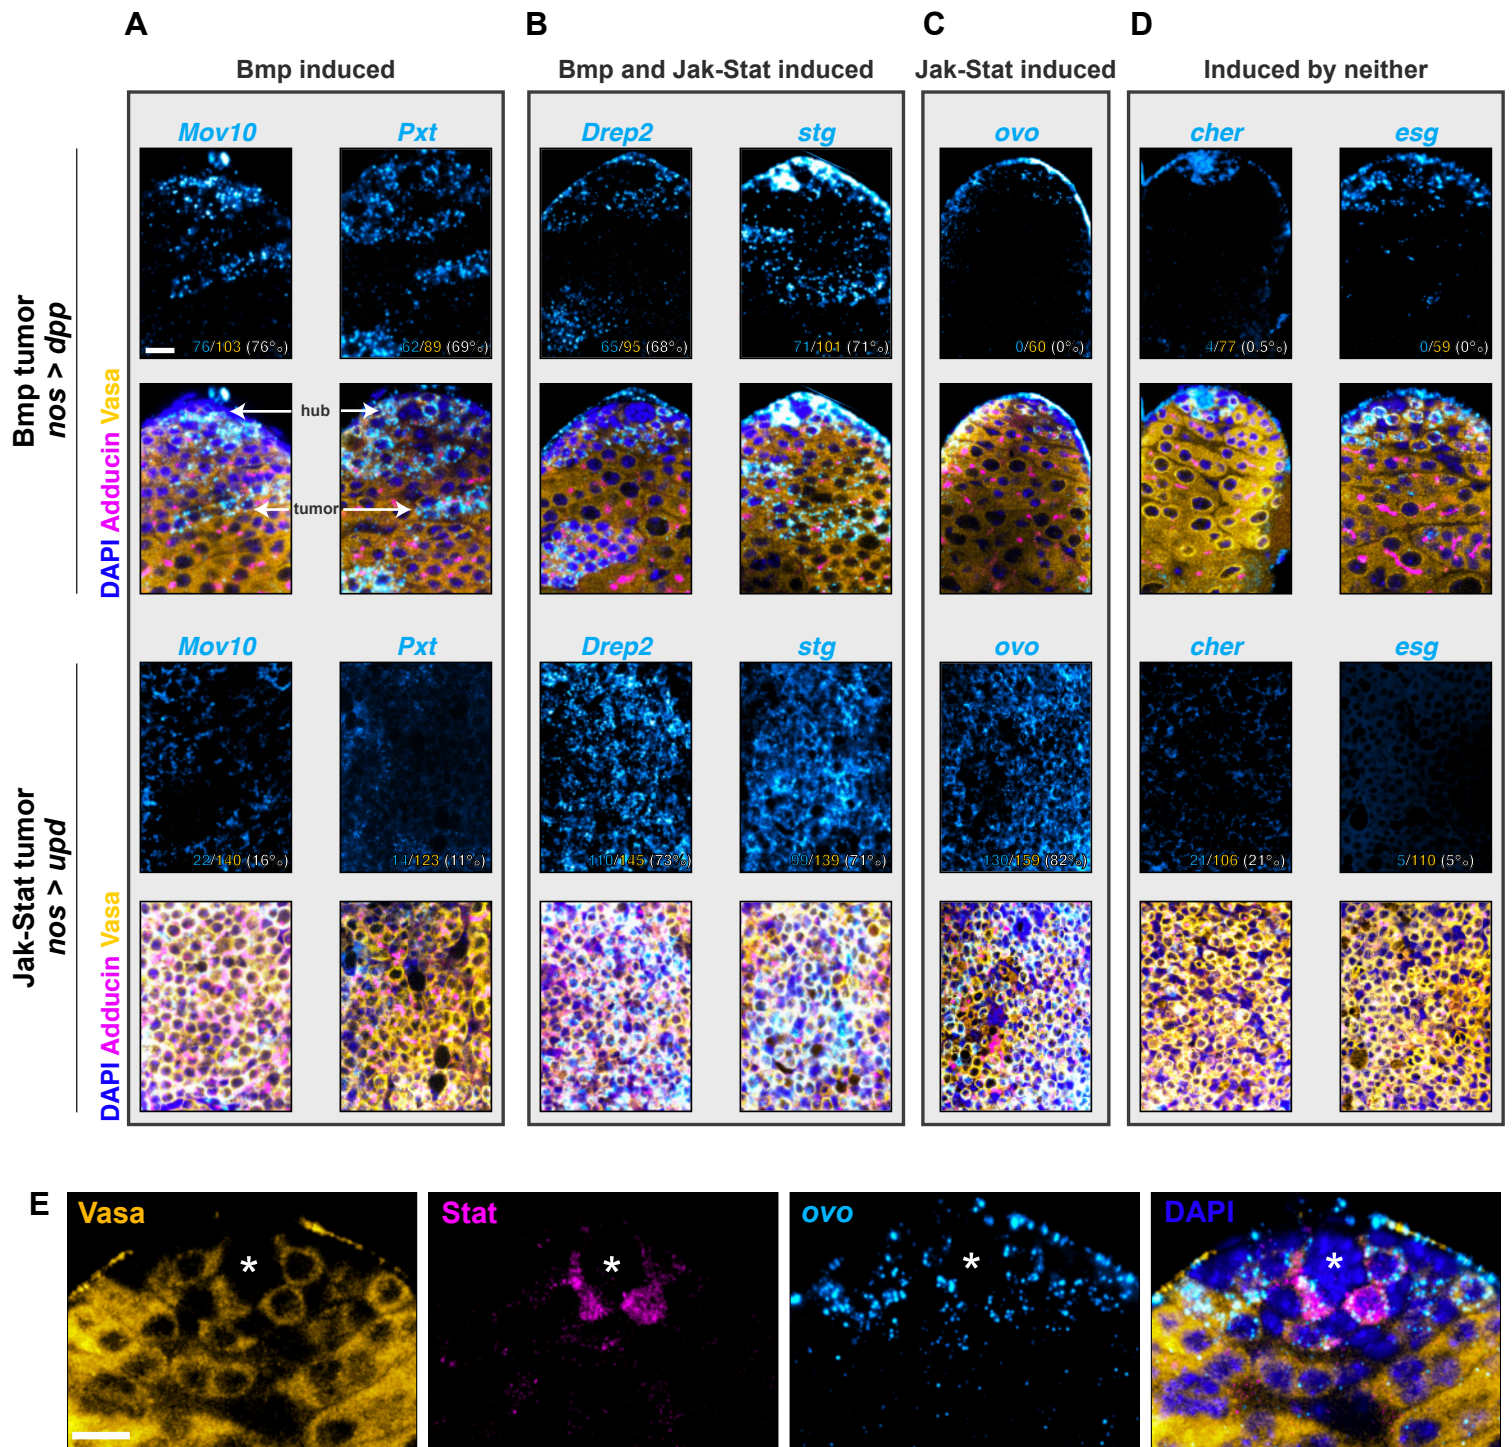 A
B
C
D
Bmp induced
Bmp and Jak-Stat induced
Jak-Stat induced
Induced by neither
Bmp tumor
nos > dpp
DAPI Adducin Vasa
Mov10
Pxt
Drep2
stg
ovo
cher
esg
76/103 (76%)
62/89 (69%)
65/95 (68%)
71/101 (71%)
0/60 (0%)
4/77 (0.5%)
0/59 (0%)
hub
tumor
Jak-Stat tumor
nos > upd
DAPI Adducin Vasa
Mov10
Pxt
Drep2
stg
ovo
cher
esg
22/140 (16%)
14/123 (11%)
110/145 (73%)
99/139 (71%)
130/159 (82%)
21/106 (21%)
5/110 (5%)
E
Vasa
Stat
ovo
DAPI
*
*
*
*